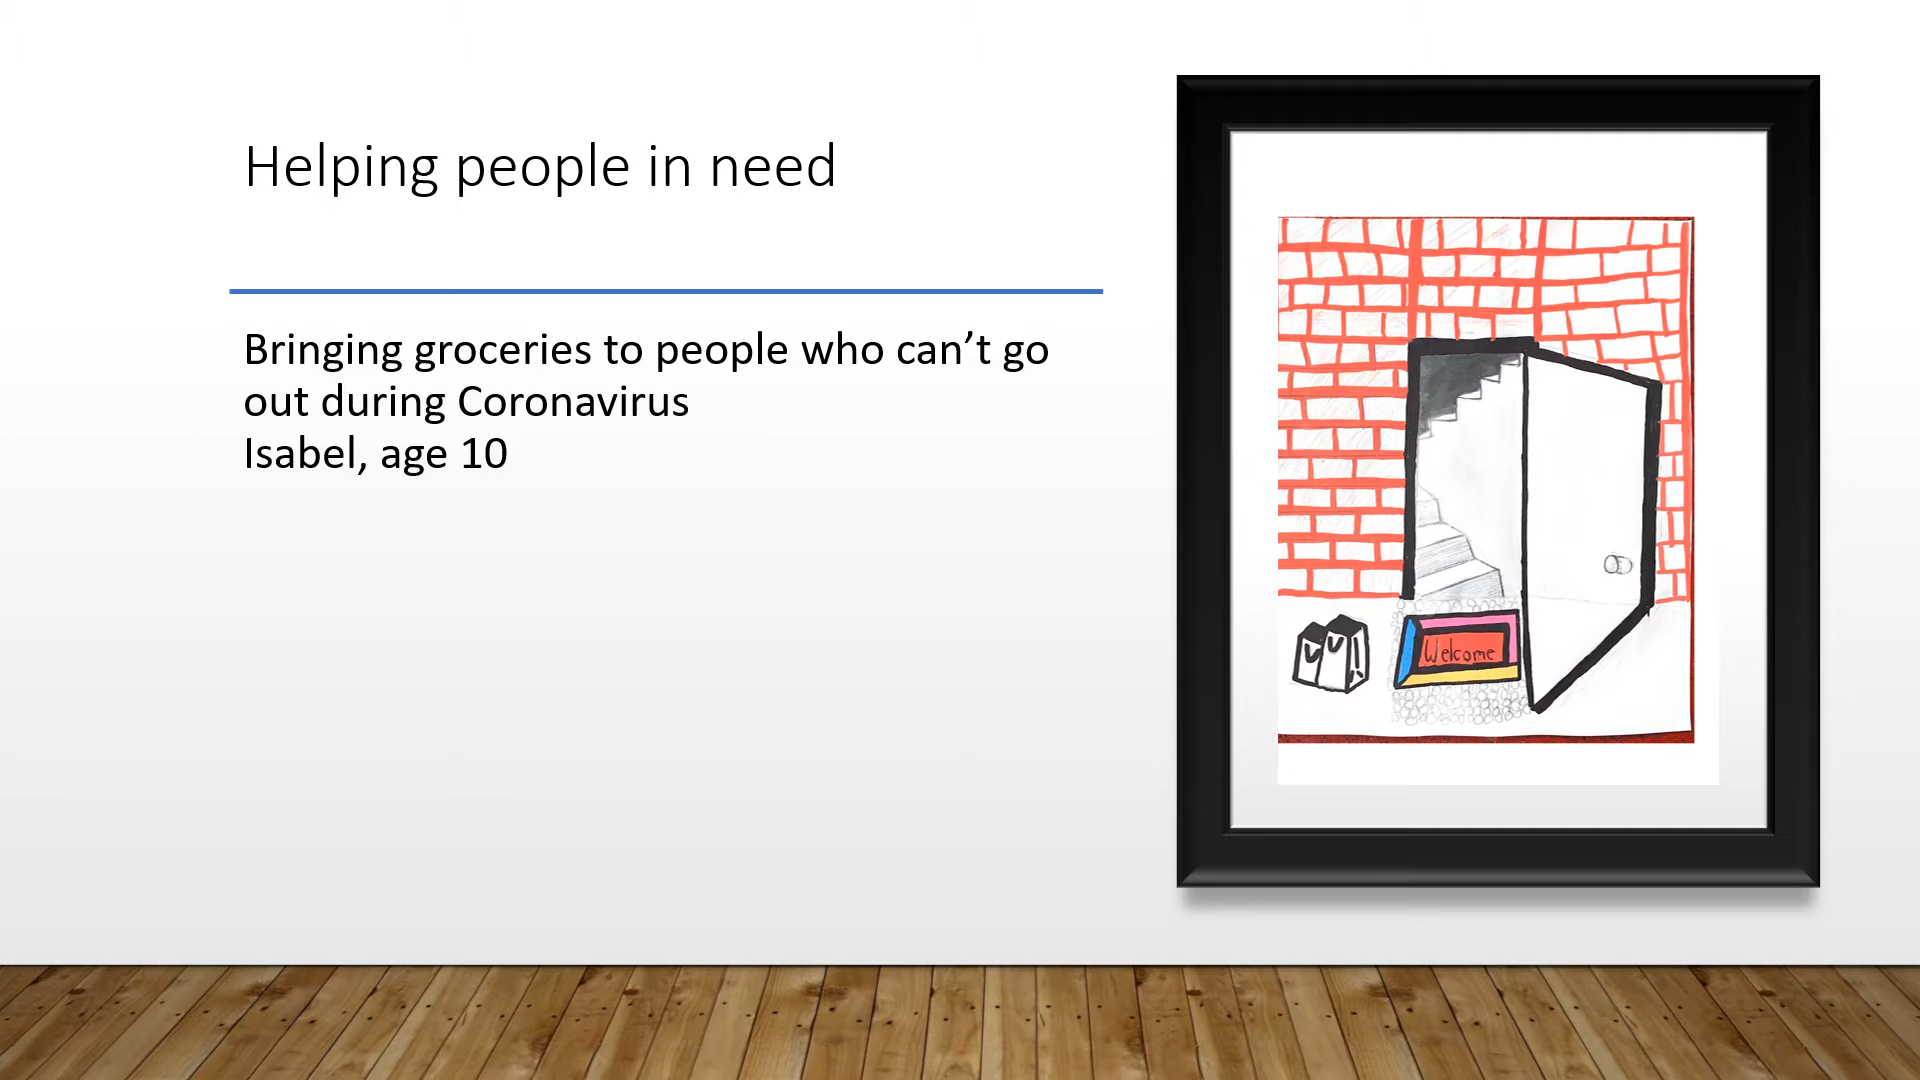 Helping people in need
Bringing groceries to people who can’t go
out during Coronavirus
Isabel, age 10
Welcome